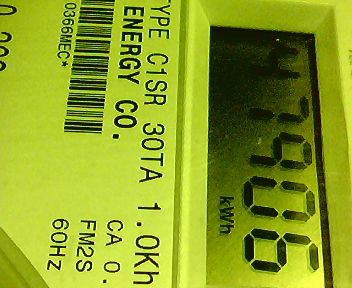 47906
kWh
TYPE C1SR 30TA 1.0Kh
ENERGY CO.
CA 0.
FM2S
60Hz
0366MEC*